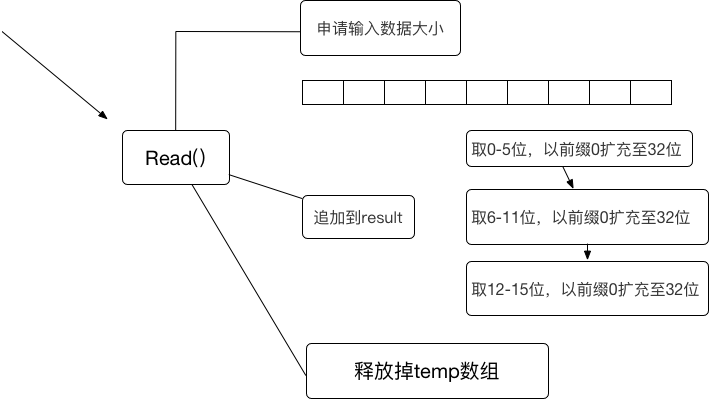 申请输入数据大小
Read()
取0-5位，以前缀0扩充至32位
追加到result
取6-11位，以前缀0扩充至32位
取12-15位，以前缀0扩充至32位
释放掉temp数组